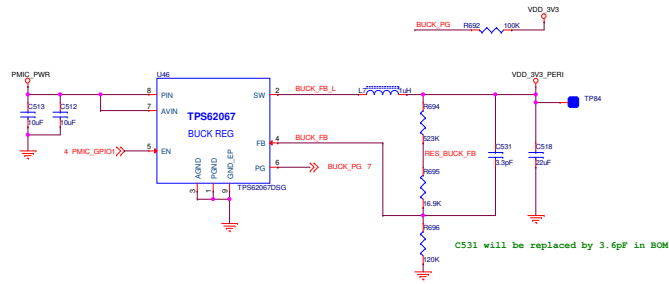 VDD_3V3
BUCK_PG
R692
100K
PMIC_PWR
U46
VDD_3V3_PERI
C513
10uF
C512
10uF
8
PIN
7
AVIN
TPS62067
BUCK REG
SW
2
BUCK_FB_L
L7
1uH
TP84
R694
523K
4 PMIC_GPIO1
5
EN
FB
4
BUCK_FB
RES_BUCK_FB
C531
3.3pF
C518
22uF
PG
6
BUCK_PG 7
AGND
PGND
GND_EP
3
1
9
TPS62067DSG
R695
16.9K
R696
120K
C531 will be replaced by 3.6pF in BOM